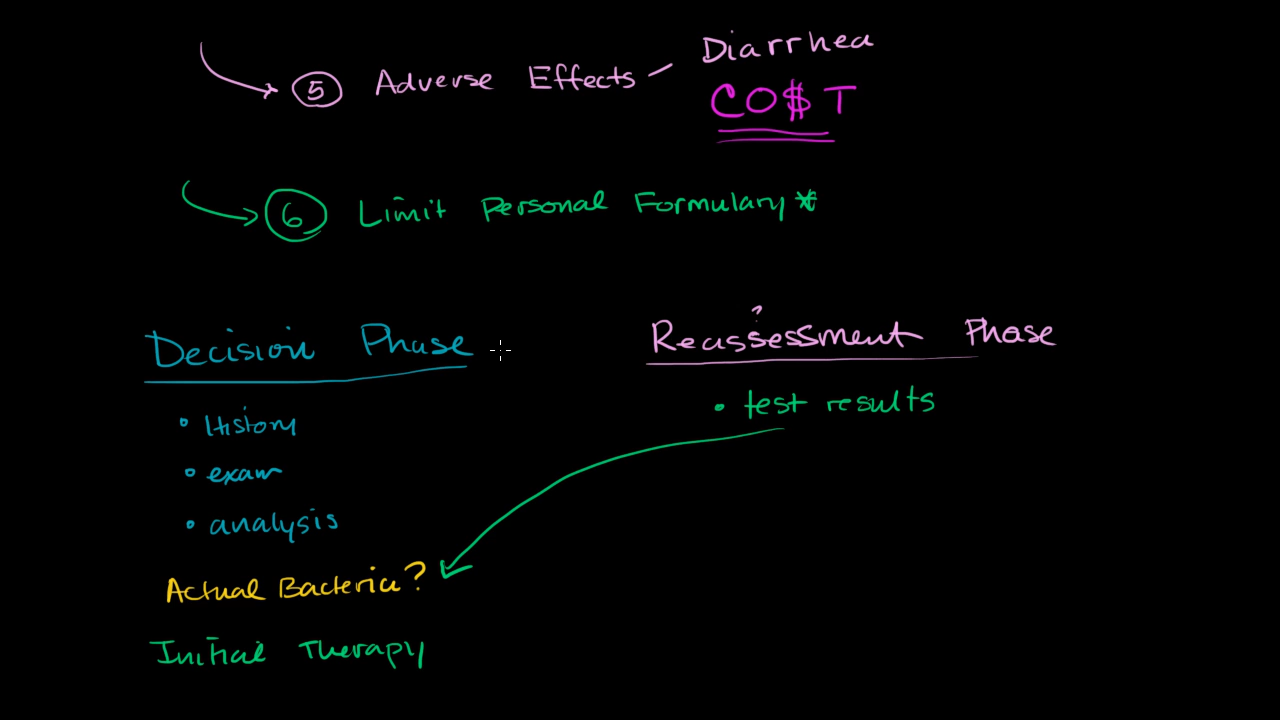 5 Adverse Effects – Diarrhea
CO$T
6 Limit Personal Formulary *
Decision Phase
• History
• exam
• analysis
Actual Bacteria?
Initial Therapy
?
Reassessment Phase
• test results